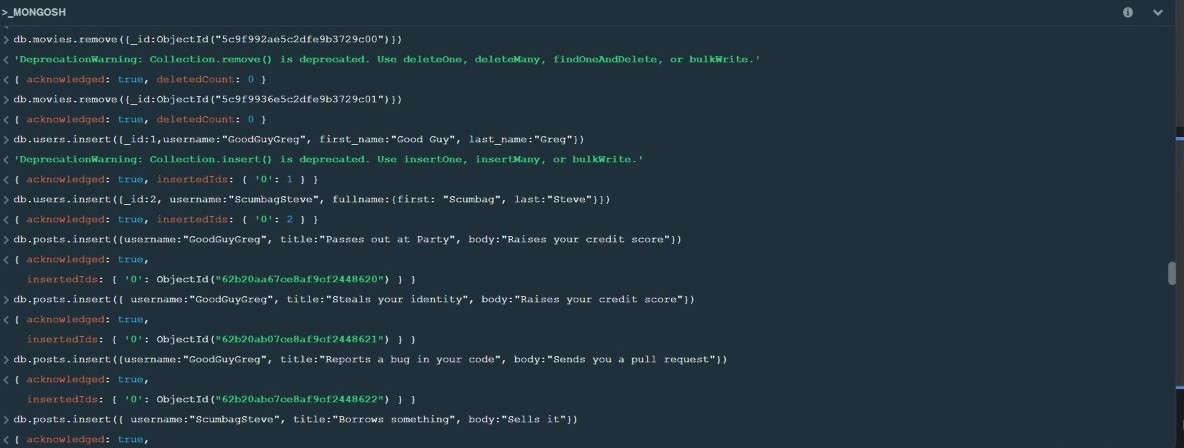 >_MONGOSH
> db.movies.remove({_id:ObjectId("5c9f992ae5c2dfe9b3729c00")})
< 'DeprecationWarning: Collection.remove() is deprecated. Use deleteOne, deleteMany, findOneAndDelete, or bulkWrite.'
< { acknowledged: true, deletedCount: 0 }
> db.movies.remove({_id:ObjectId("5c9f9936e5c2dfe9b3729c01")})
< { acknowledged: true, deletedCount: 0 }
> db.users.insert({_id:1,username:"GoodGuyGreg", first_name:"Good Guy", last_name:"Greg"})
< 'DeprecationWarning: Collection.insert() is deprecated. Use insertOne, insertMany, or bulkWrite.'
< { acknowledged: true, insertedIds: { '0': 1 } }
> db.users.insert({_id:2, username:"ScumbagSteve", fullname:{first: "Scumbag", last:"Steve"}})
< { acknowledged: true, insertedIds: { '0': 2 } }
> db.posts.insert({username:"GoodGuyGreg", title:"Passes out at Party", body:"Raises your credit score"})
< { acknowledged: true,
insertedIds: { '0': ObjectId("62b20aa67ce8af9cf2448620") } }
> db.posts.insert({ username:"GoodGuyGreg", title:"Steals your identity", body:"Raises your credit score"})
< { acknowledged: true,
insertedIds: { '0': ObjectId("62b20ab07ce8af9cf2448621") } }
> db.posts.insert({username:"GoodGuyGreg", title:"Reports a bug in your code", body:"Sends you a pull request"})
< { acknowledged: true,
insertedIds: { '0': ObjectId("62b20abc7ce8af9cf2448622") } }
> db.posts.insert({ username:"ScumbagSteve", title:"Borrows something", body:"Sells it"})
< { acknowledged: true,